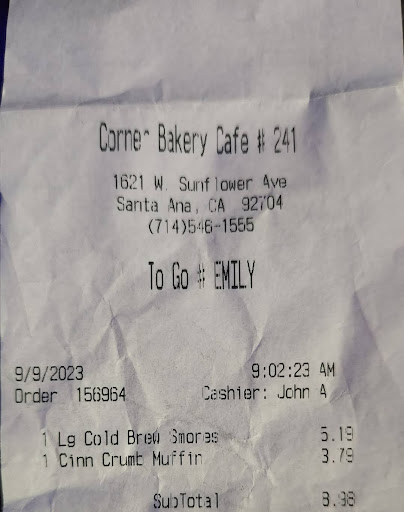 Corner Bakery Cafe # 241
1621 W. Sunflower Ave
Santa Ana, CA 92704
(714)546-1555
To Go # EMILY
9/9/2023 9:02:23 AM
Order 156964 Cashier: John A
1 Lg Cold Brew Smores 5.19
1 Cinn Crumb Muffin 3.79
SubTotal 8.98